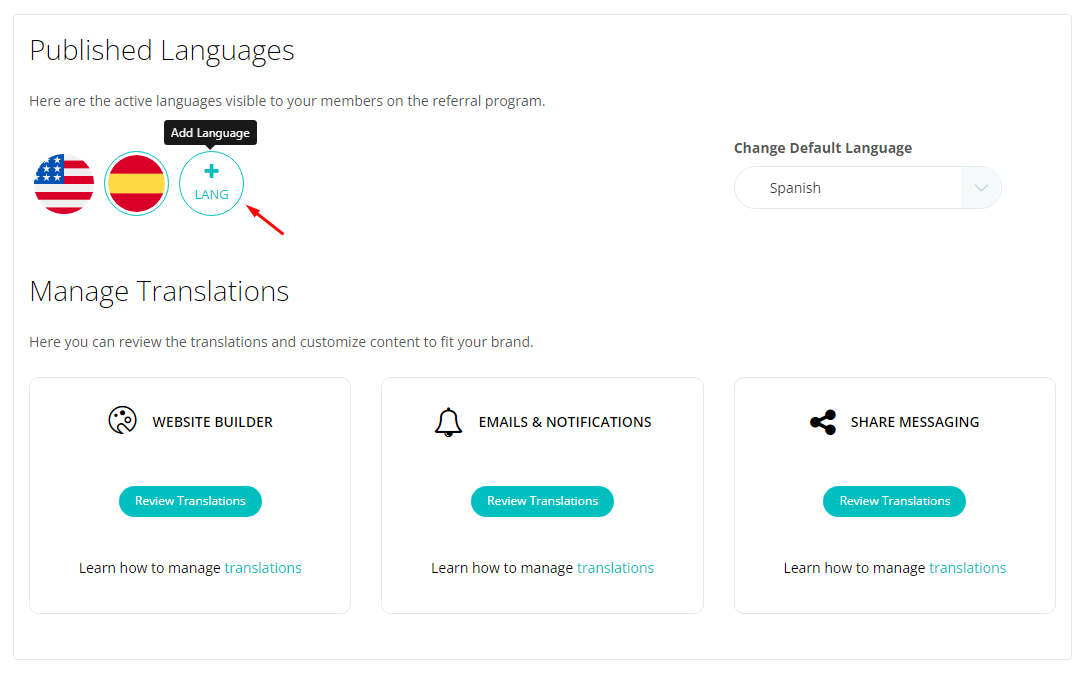 Published Languages
Here are the active languages visible to your members on the referral program.
Add Language
LANG
Change Default Language
Spanish
Manage Translations
Here you can review the translations and customize content to fit your brand.
WEBSITE BUILDER
Review Translations
Learn how to manage translations
EMAILS & NOTIFICATIONS
Review Translations
Learn how to manage translations
SHARE MESSAGING
Review Translations
Learn how to manage translations